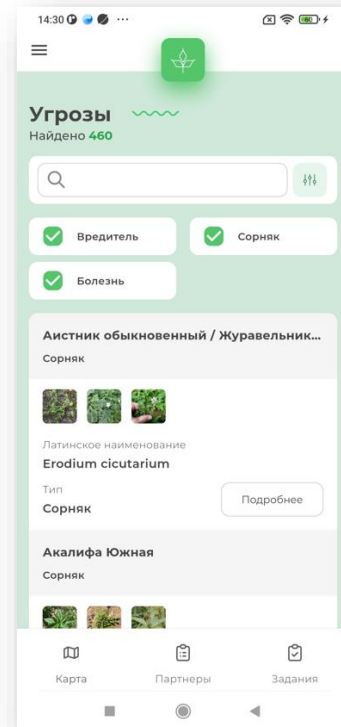 14:30
60
Угрозы
Найдено 460
Вредитель
Сорняк
Болезнь
Аистник обыкновенный / Журавельник...
Сорняк
Латинское наименование
Erodium cicutarium
Тип
Сорняк
Подробнее
Акалифа Южная
Сорняк
Карта
Партнеры
Задания